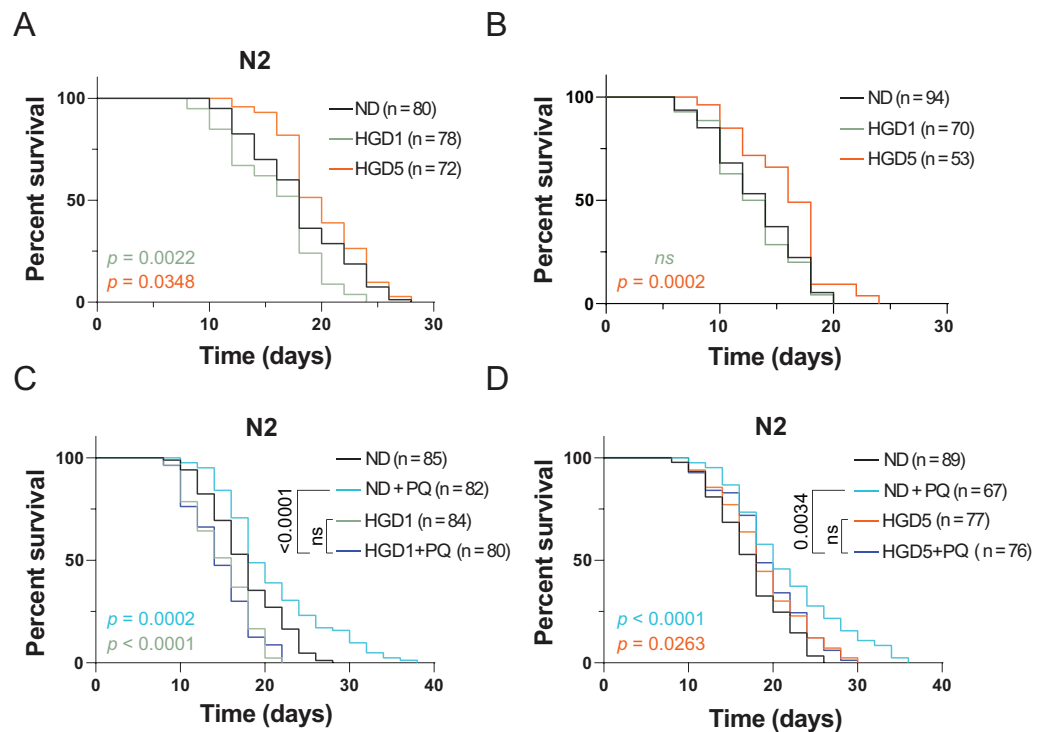 A
N2
Percent survival
100
50
0
0
10
20
30
Time (days)
ND (n = 80)
HGD1 (n = 78)
HGD5 (n = 72)
p = 0.0022
p = 0.0348
B
Percent survival
100
50
0
0
10
20
30
Time (days)
ND (n = 94)
HGD1 (n = 70)
HGD5 (n = 53)
ns
p = 0.0002
C
N2
Percent survival
100
50
0
0
10
20
30
40
Time (days)
ND (n = 85)
ND + PQ (n = 82)
HGD1 (n = 84)
HGD1+PQ (n = 80)
<0.0001
ns
p = 0.0002
p < 0.0001
D
N2
Percent survival
100
50
0
0
10
20
30
40
Time (days)
ND (n = 89)
ND + PQ (n = 67)
HGD5 (n = 77)
HGD5+PQ ( n = 76)
0.0034
ns
p < 0.0001
p = 0.0263